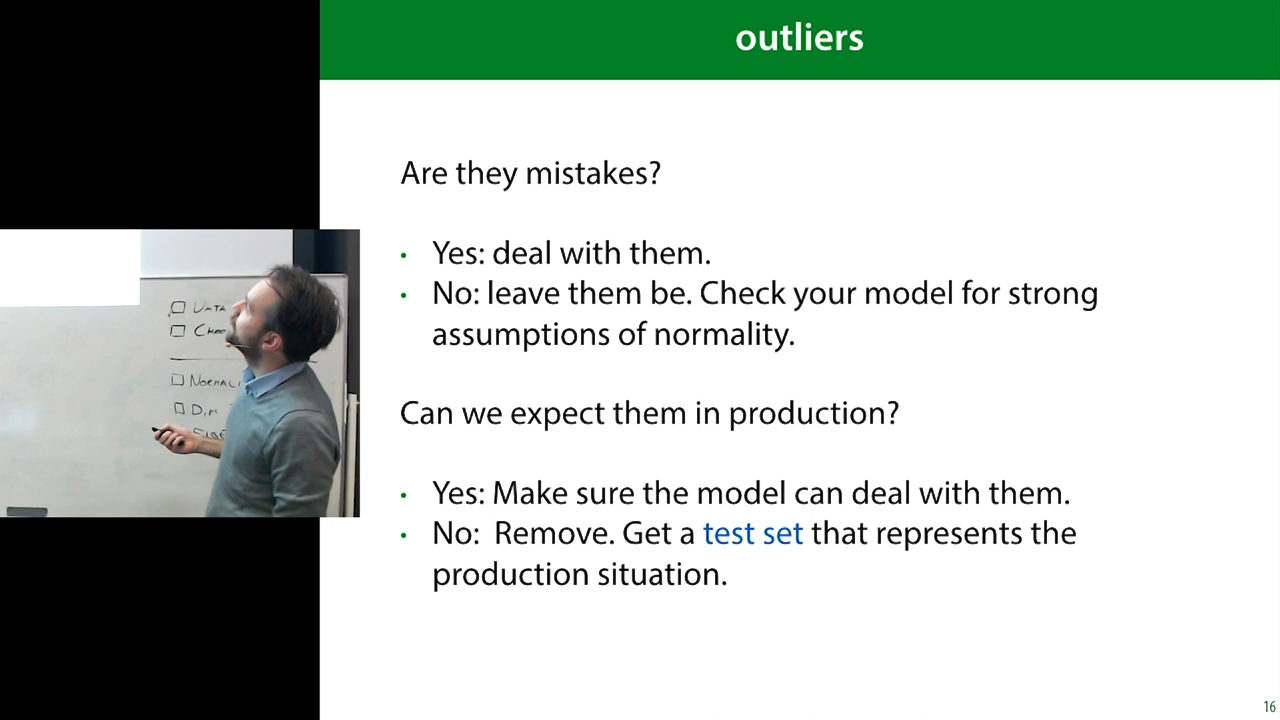 outliers
Are they mistakes?
• Yes: deal with them.
• No: leave them be. Check your model for strong
assumptions of normality.
Can we expect them in production?
• Yes: Make sure the model can deal with them.
• No: Remove. Get a test set that represents the
production situation.
16
DATA